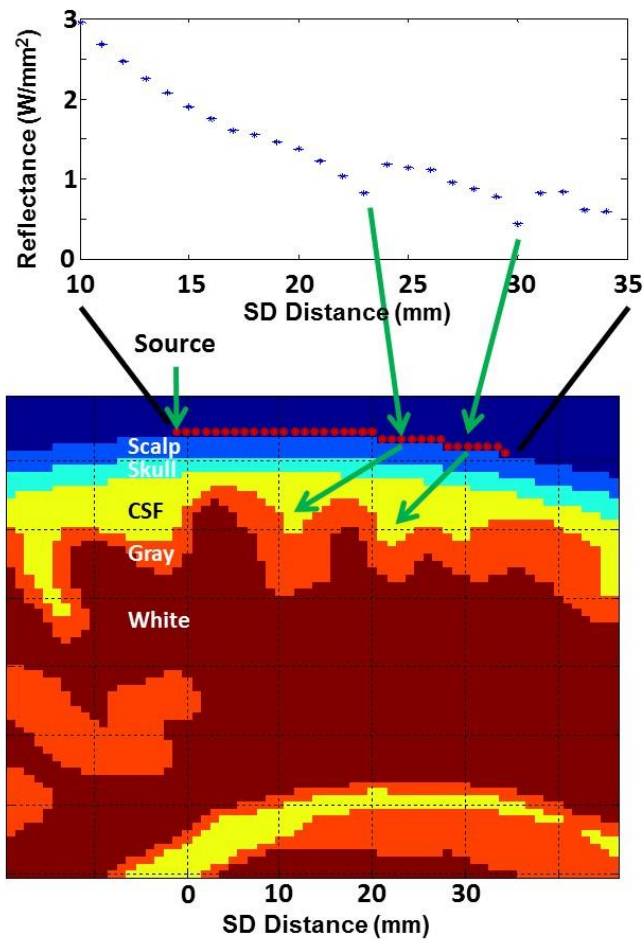 3
2
1
0
Reflectance (W/mm²)
10 15 20 25 30 35
SD Distance (mm)
Source
Scalp
Skull
CSF
Gray
White
0 10 20 30
SD Distance (mm)